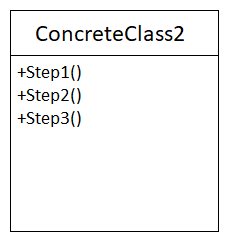 ConcreteClass2
+Step1()
+Step2()
+Step3()